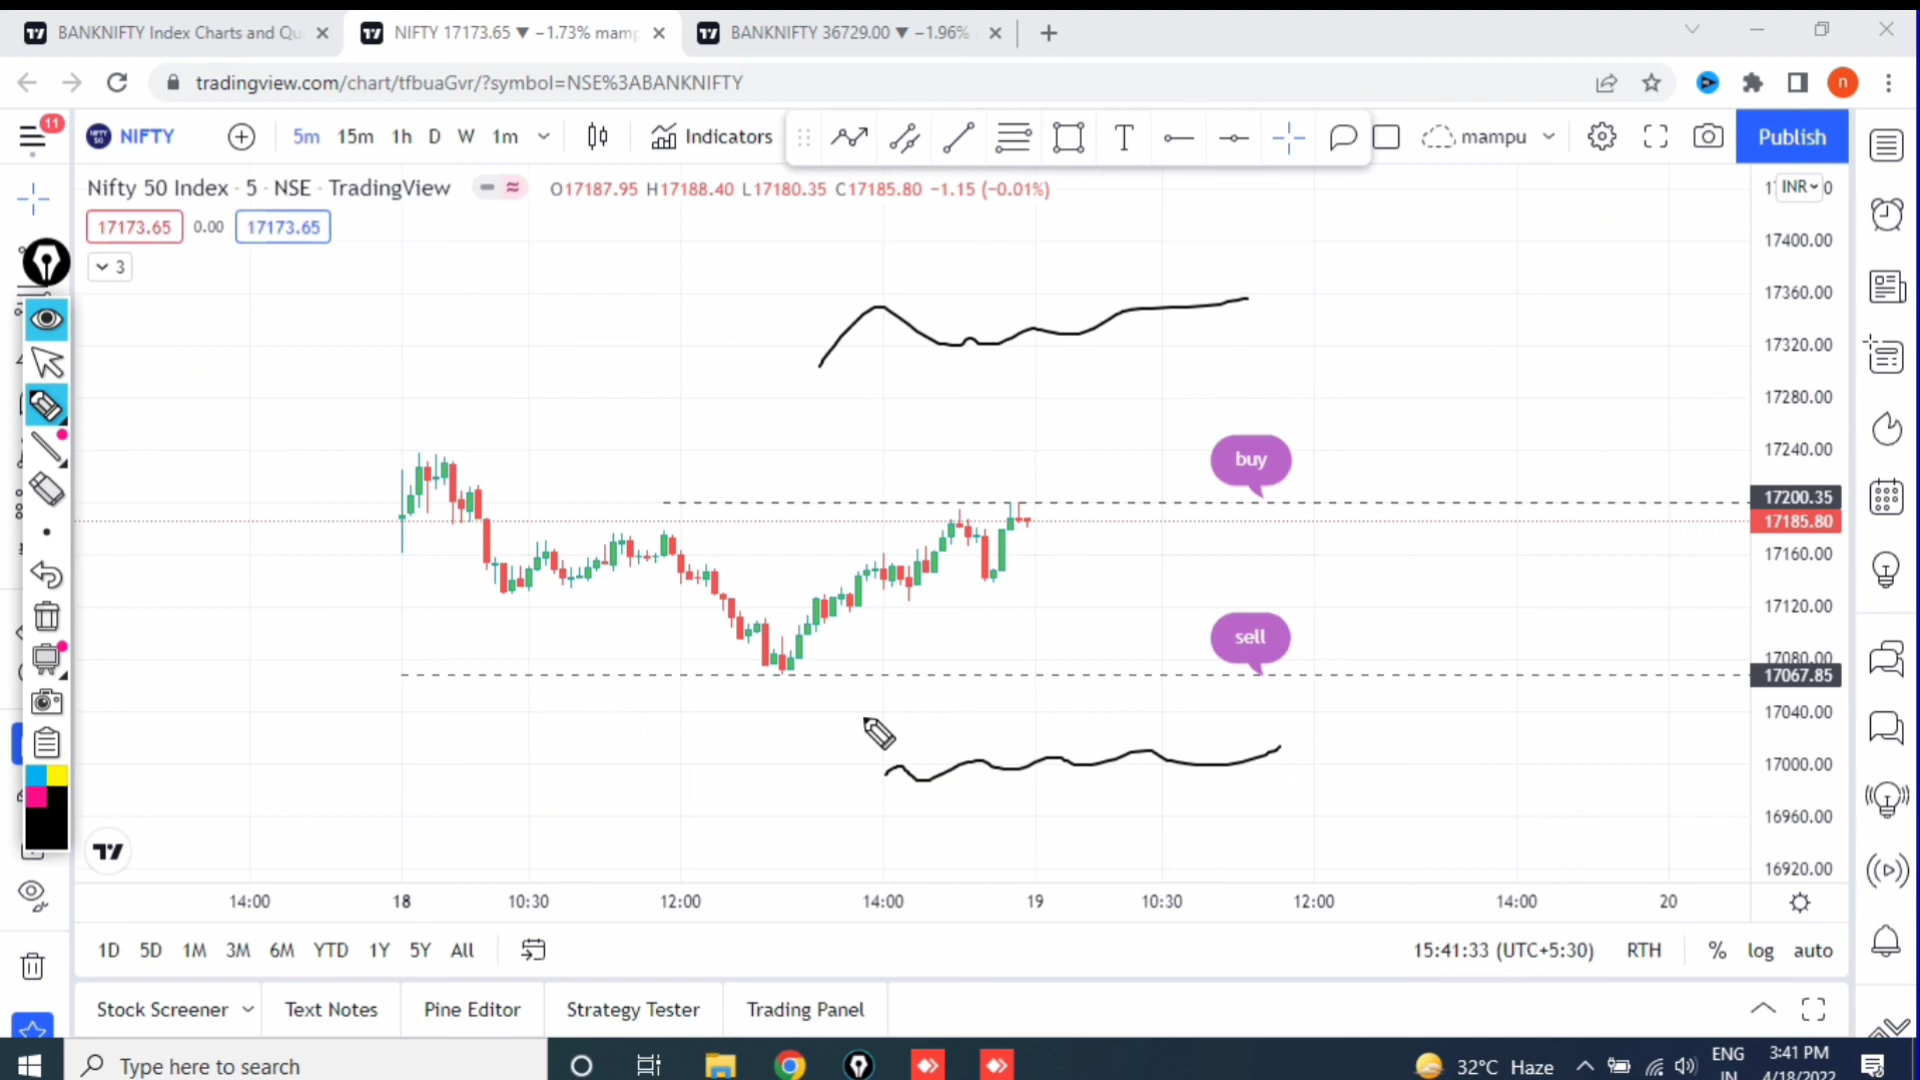 BANKNIFTY Index Charts and Qu
NIFTY 17173.65 ▼ −1.73% mamp
BANKNIFTY 36729.00 ▼ −1.96%
tradingview.com/chart/tfbuaGvr/?symbol=NSE%3ABANKNIFTY
n
11
NIFTY 5m 15m 1h D W 1m Indicators T mampu Publish
Nifty 50 Index · 5 · NSE · TradingView O17187.95 H17188.40 L17180.35 C17185.80 −1.15 (−0.01%)
INR
17173.65 0.00 17173.65
17400.00
3
17360.00
17320.00
17280.00
17240.00
buy
17200.35
17185.80
17160.00
17120.00
sell
17080.00
17067.85
17040.00
17000.00
16960.00
16920.00
14:00 18 10:30 12:00 14:00 19 10:30 12:00 14:00 20
1D 5D 1M 3M 6M YTD 1Y 5Y All 15:41:33 (UTC+5:30) RTH % log auto
Stock Screener Text Notes Pine Editor Strategy Tester Trading Panel
Type here to search 32°C Haze ENG 3:41 PM
IN 4/18/2022